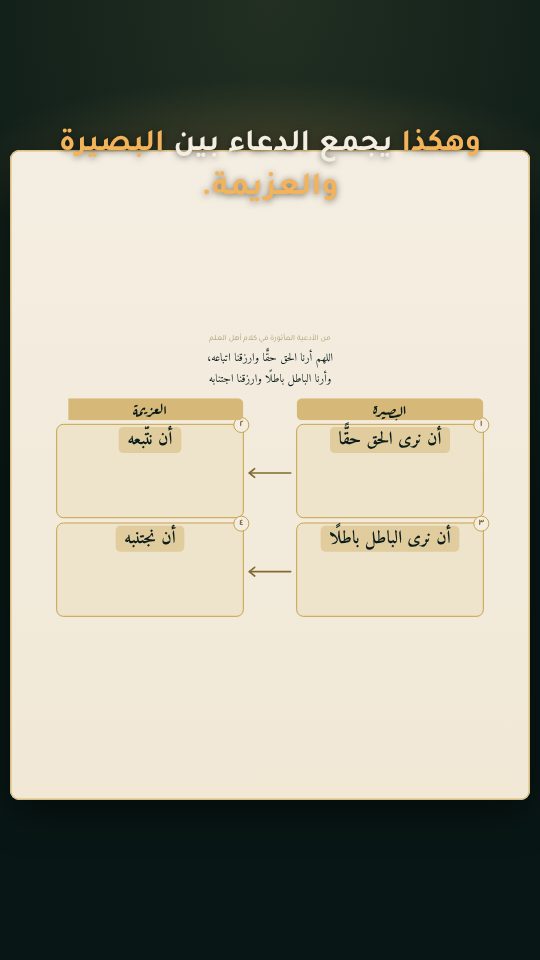 وهكذا يجمع الدعاء بين البصيرة
والعزيمة.
من الأدعية المأثورة في كلام أهل العلم
اللهم أرنا الحق حقًّا وارزقنا اتباعه،
وأرنا الباطل باطلًا وارزقنا اجتنابه
البصيرة
العزيمة
١
أن نرى الحق حقًّا
٢
أن نتّبعه
٣
أن نرى الباطل باطلًا
٤
أن نجتنبه